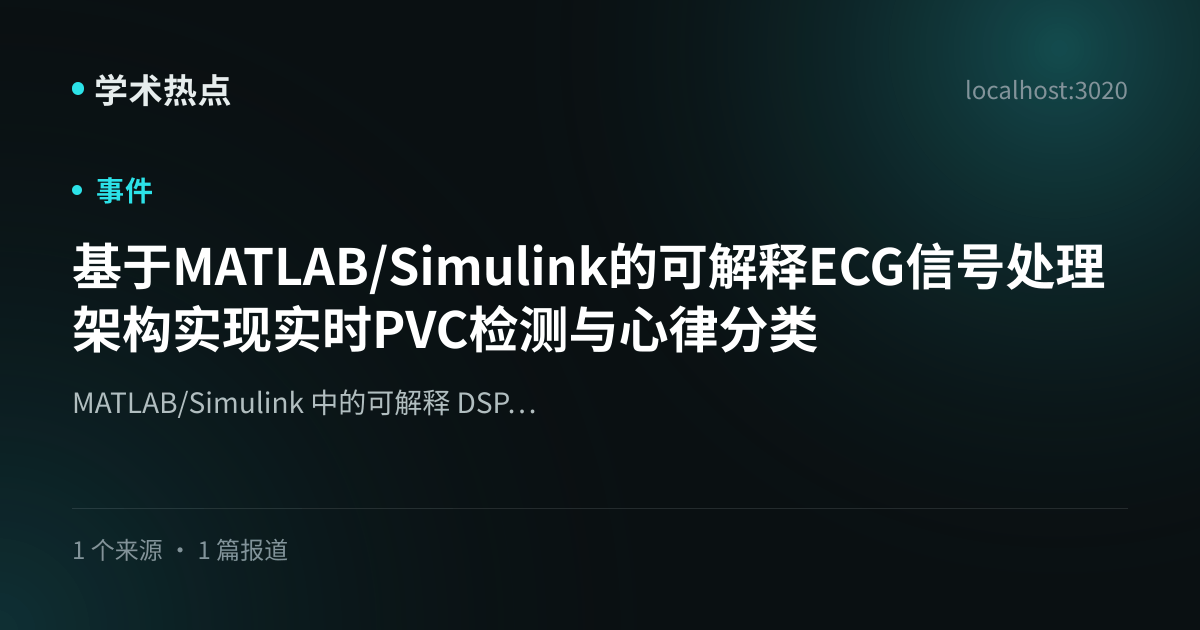 学术热点
localhost:3020
事件
基于MATLAB/Simulink的可解释ECG信号处理
架构实现实时PVC检测与心律分类
MATLAB/Simulink 中的可解释 DSP…
1 个来源 · 1 篇报道